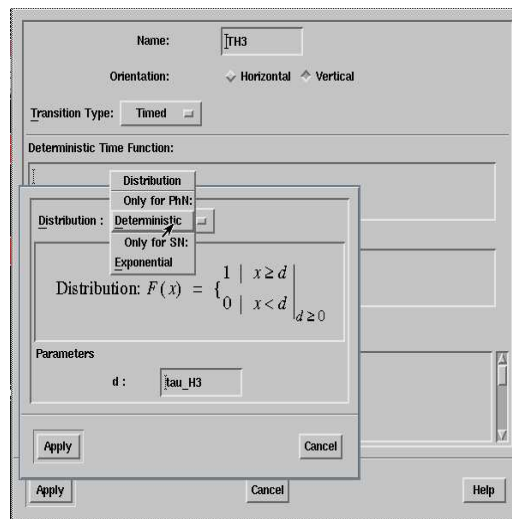 Name: TH3
Orientation: Horizontal Vertical
Transition Type: Timed
Deterministic Time Function:
Distribution
Only for PhN:
Distribution : Deterministic
Only for SN:
Exponential
Distribution: F(x) = { 1 | x ≥ d
0 | x < d | d ≥ 0
Parameters
d : tau_H3
Apply Cancel
Apply Cancel Help